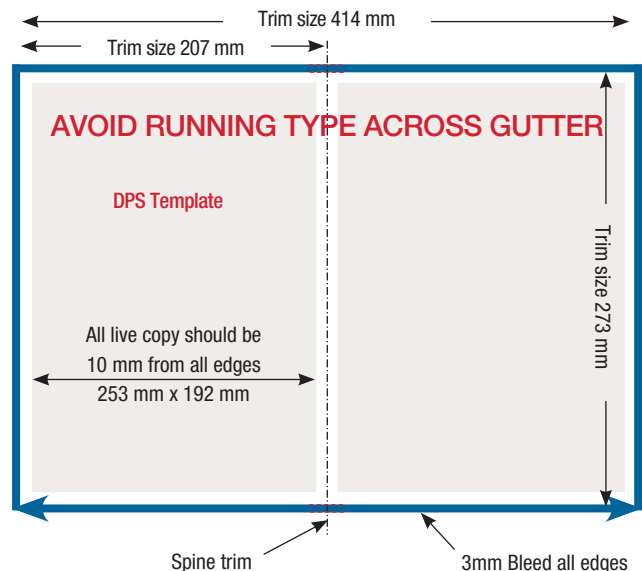 Trim size 414 mm
Trim size 207 mm
AVOID RUNNING TYPE ACROSS GUTTER
DPS Template
Trim size 273 mm
All live copy should be
10 mm from all edges
253 mm x 192 mm
Spine trim
3mm Bleed all edges